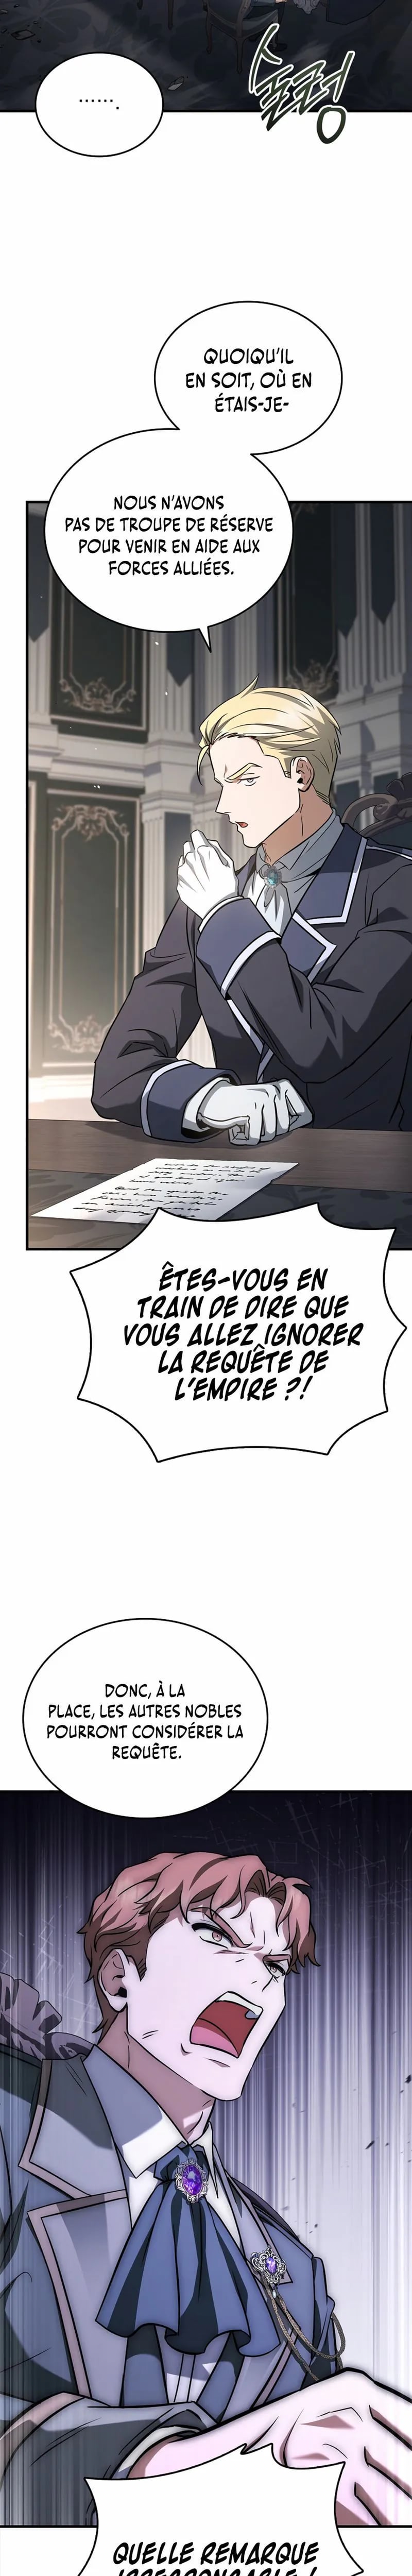 스르륵!
.......
QUOIQU'IL
EN SOIT, OÙ EN
ÉTAIS-JE-
NOUS N'AVONS
PAS DE TROUPE DE RÉSERVE
POUR VENIR EN AIDE AUX
FORCES ALLIÉES.
ÊTES-VOUS EN
TRAIN DE DIRE QUE
VOUS ALLEZ IGNORER
LA REQUÊTE DE
L'EMPIRE ?!
DONC, À LA
PLACE, LES AUTRES NOBLES
POURRONT CONSIDÉRER LA
REQUÊTE.
QUELLE REMARQUE